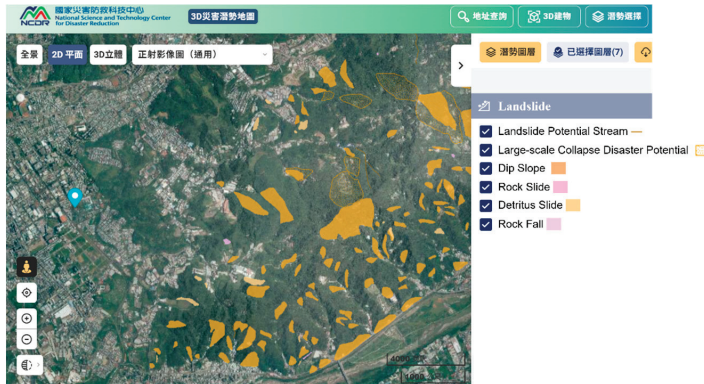 國家災害防救科技中心
National Science and Technology Center
for Disaster Reduction
NCDR
3D災害潛勢地圖
地址查詢
3D建物
潛勢選擇
全景
2D 平面
3D立體
正射影像圖（通用）
潛勢圖層
已選擇圖層(7)
Landslide
Landslide Potential Stream
Large-scale Collapse Disaster Potential
Dip Slope
Rock Slide
Detritus Slide
Rock Fall